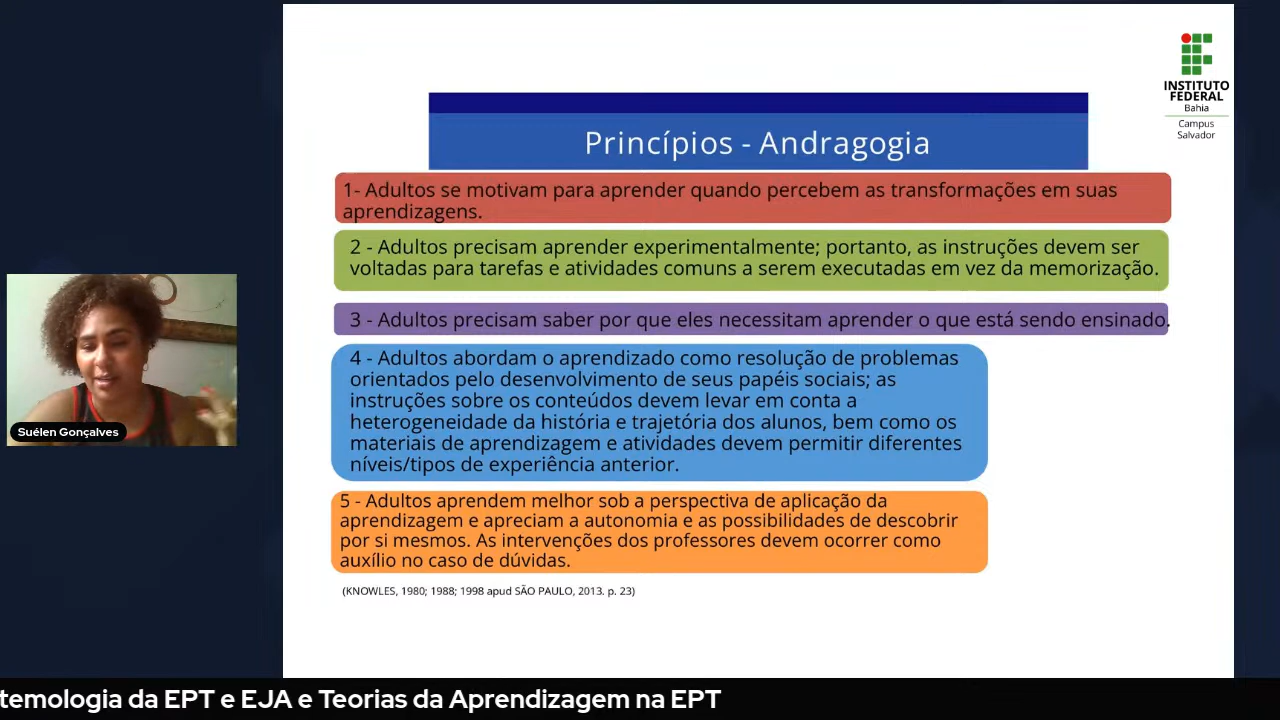 INSTITUTO
FEDERAL
Bahia
Campus
Salvador
Princípios - Andragogia
1- Adultos se motivam para aprender quando percebem as transformações em suas
aprendizagens.
2 - Adultos precisam aprender experimentalmente; portanto, as instruções devem ser
voltadas para tarefas e atividades comuns a serem executadas em vez da memorização.
3 - Adultos precisam saber por que eles necessitam aprender o que está sendo ensinado.
4 - Adultos abordam o aprendizado como resolução de problemas
orientados pelo desenvolvimento de seus papéis sociais; as
instruções sobre os conteúdos devem levar em conta a
heterogeneidade da história e trajetória dos alunos, bem como os
materiais de aprendizagem e atividades devem permitir diferentes
níveis/tipos de experiência anterior.
5 - Adultos aprendem melhor sob a perspectiva de aplicação da
aprendizagem e apreciam a autonomia e as possibilidades de descobrir
por si mesmos. As intervenções dos professores devem ocorrer como
auxílio no caso de dúvidas.
(KNOWLES, 1980; 1988; 1998 apud SÃO PAULO, 2013. p. 23)
Suélen Gonçalves
temologia da EPT e EJA e Teorias da Aprendizagem na EPT